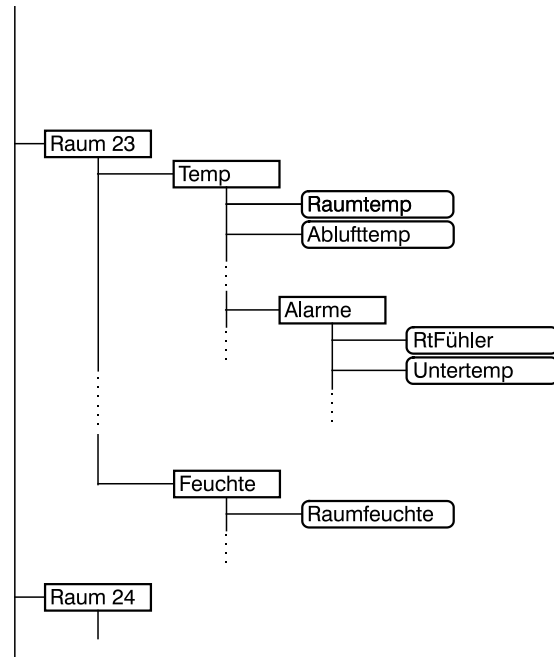 Raum 23
Temp
Raumtemp
Ablufttemp
Alarme
RtFühler
Untertemp
Feuchte
Raumfeuchte
Raum 24